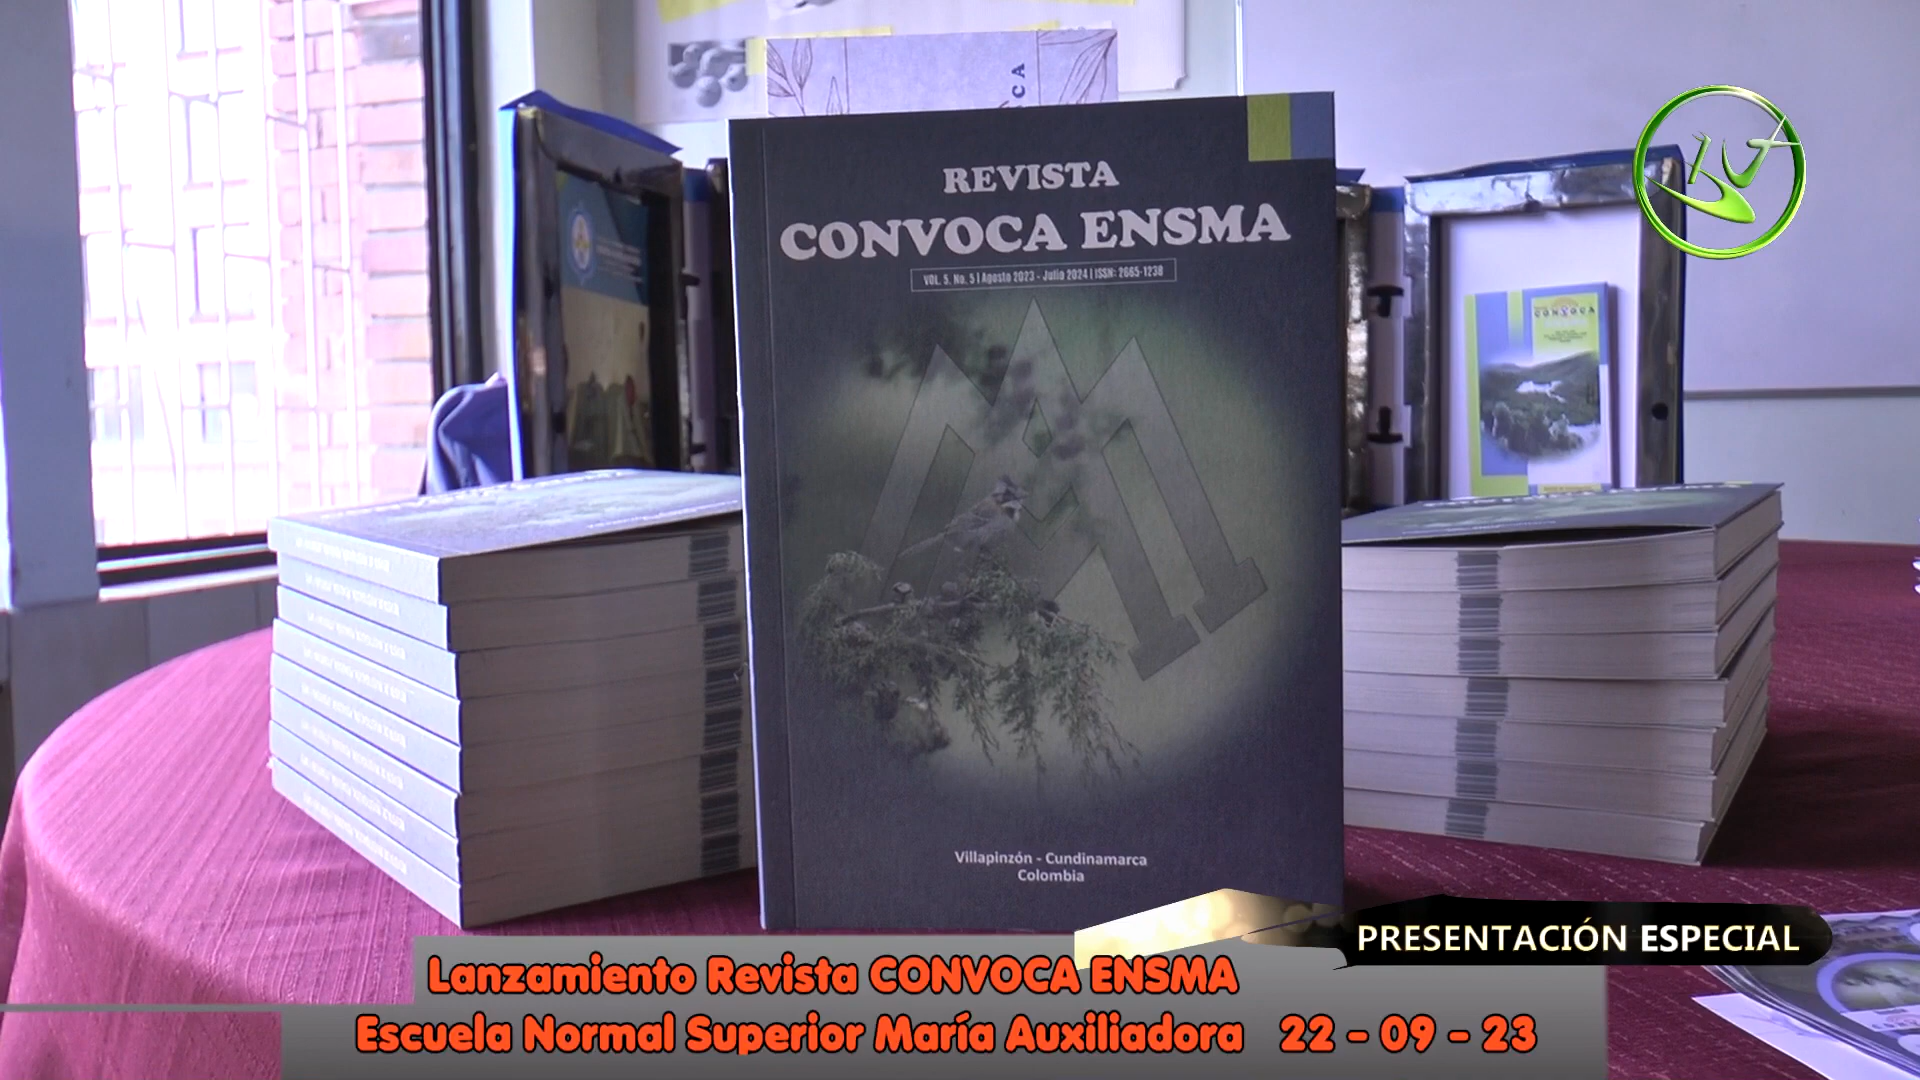 REVISTA
CONVOCA ENSMA
VOL. 5. No. 5 | Agosto 2023 - Julio 2024 | ISSN: 2665-1238
CONVOCA
Villapinzón - Cundinamarca
Colombia
PRESENTACIÓN ESPECIAL
Lanzamiento Revista CONVOCA ENSMA
Escuela Normal Superior María Auxiliadora 22 - 09 - 23